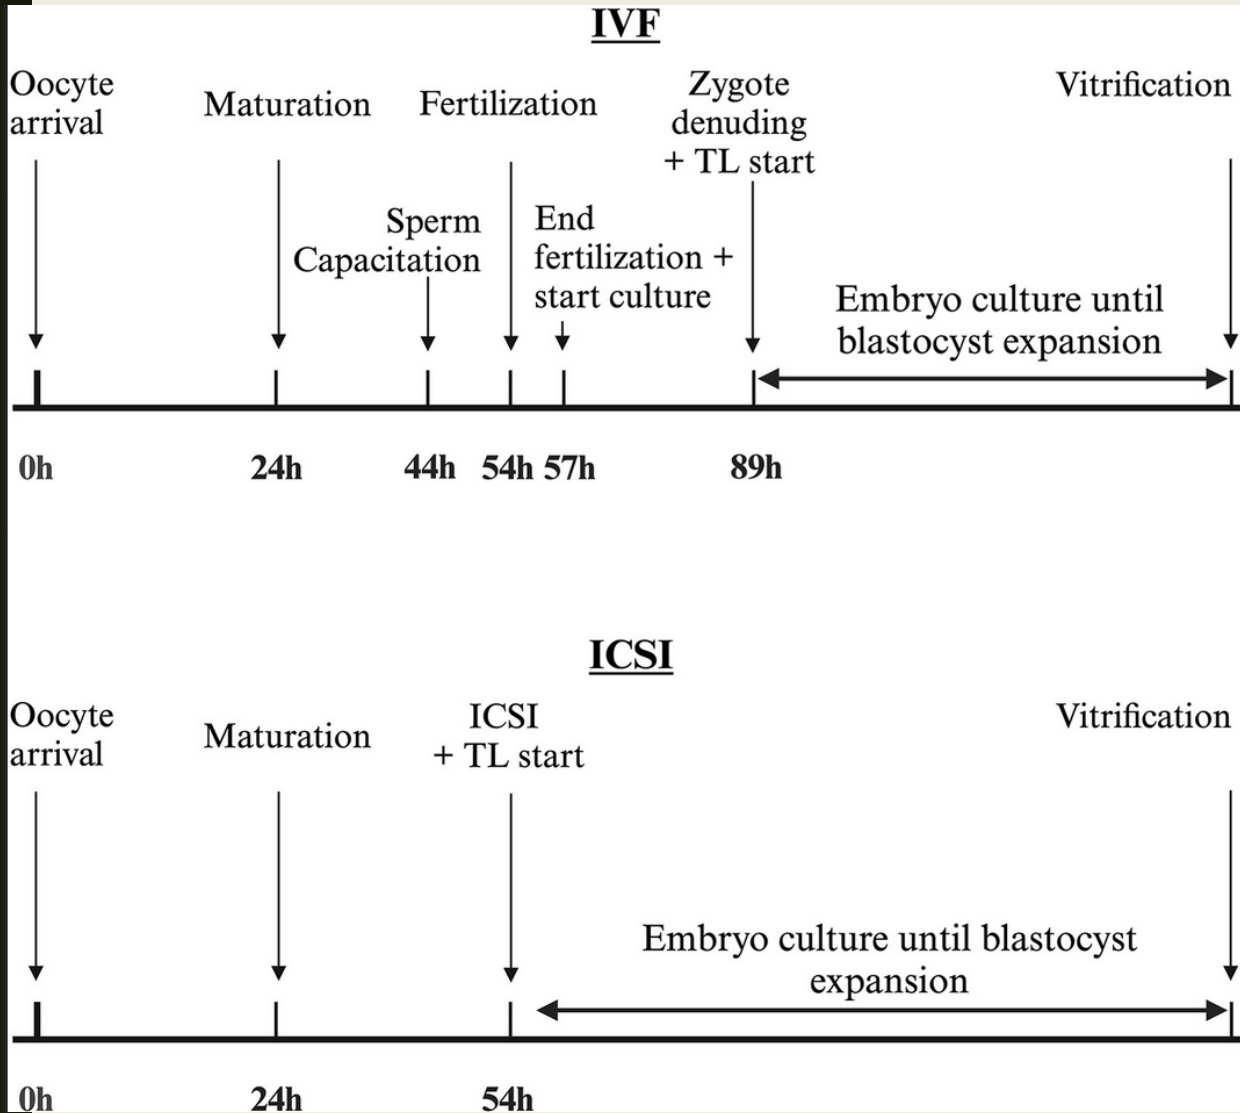 IVF
Oocyte
arrival
Maturation
Sperm
Capacitation
Fertilization
End
fertilization +
start culture
Zygote
denuding
+ TL start
Embryo culture until
blastocyst expansion
Vitrification
0h
24h
44h
54h
57h
89h
ICSI
Oocyte
arrival
Maturation
ICSI
+ TL start
Embryo culture until blastocyst
expansion
Vitrification
0h
24h
54h